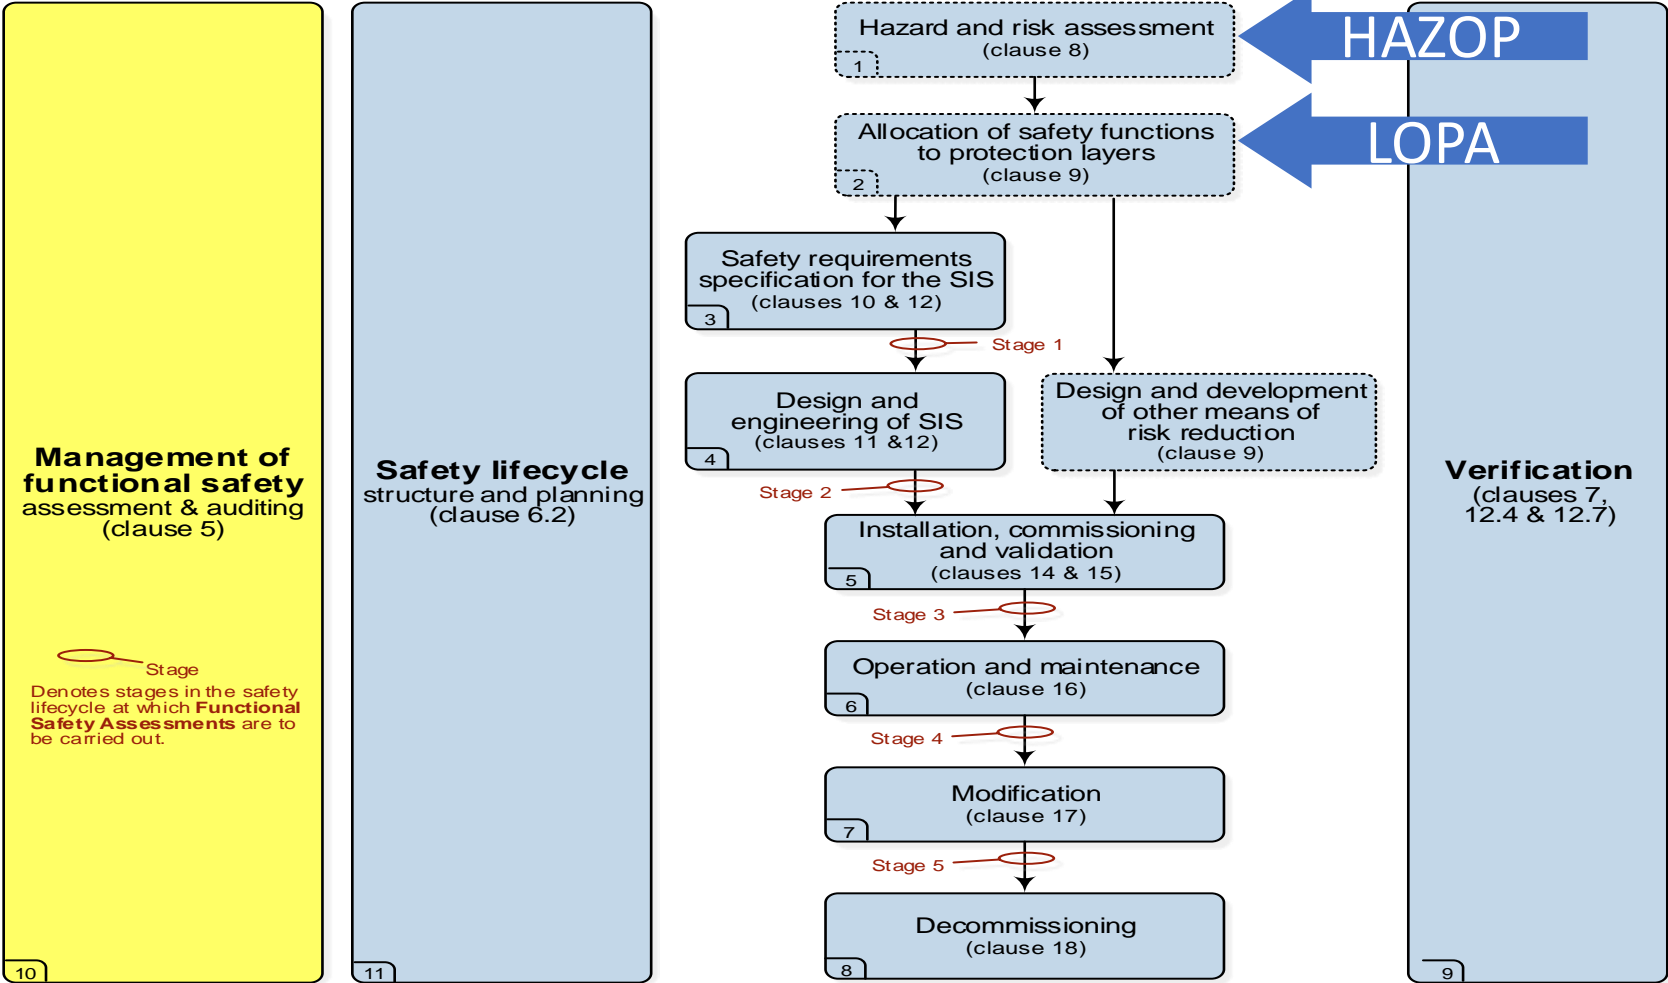 Management of
functional safety
assessment & auditing
(clause 5)
Stage
Denotes stages in the safety
lifecycle at which Functional
Safety Assessments are to
be carried out.
10
Safety lifecycle
structure and planning
(clause 6.2)
11
Hazard and risk assessment
(clause 8)
1
HAZOP
Allocation of safety functions
to protection layers
(clause 9)
2
LOPA
Safety requirements
specification for the SIS
(clauses 10 & 12)
3
Stage 1
Design and
engineering of SIS
(clauses 11 &12)
4
Design and development
of other means of
risk reduction
(clause 9)
Stage 2
Installation, commissioning
and validation
(clauses 14 & 15)
5
Stage 3
Operation and maintenance
(clause 16)
6
Stage 4
Modification
(clause 17)
7
Stage 5
Decommissioning
(clause 18)
8
Verification
(clauses 7,
12.4 & 12.7)
9